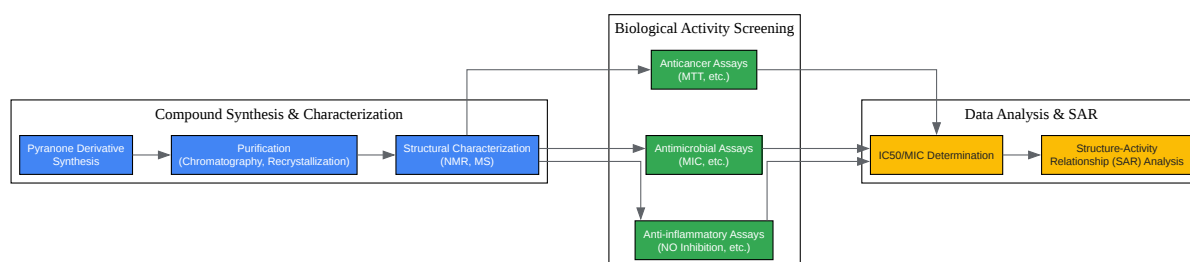 Biological Activity Screening
Anticancer Assays
(MTT, etc.)
Compound Synthesis & Characterization
Data Analysis & SAR
Pyranone Derivative
Synthesis
Purification
(Chromatography, Recrystallization)
Structural Characterization
(NMR, MS)
Antimicrobial Assays
(MIC, etc.)
IC50/MIC Determination
Structure-Activity
Relationship (SAR) Analysis
Anti-inflammatory Assays
(NO Inhibition, etc.)